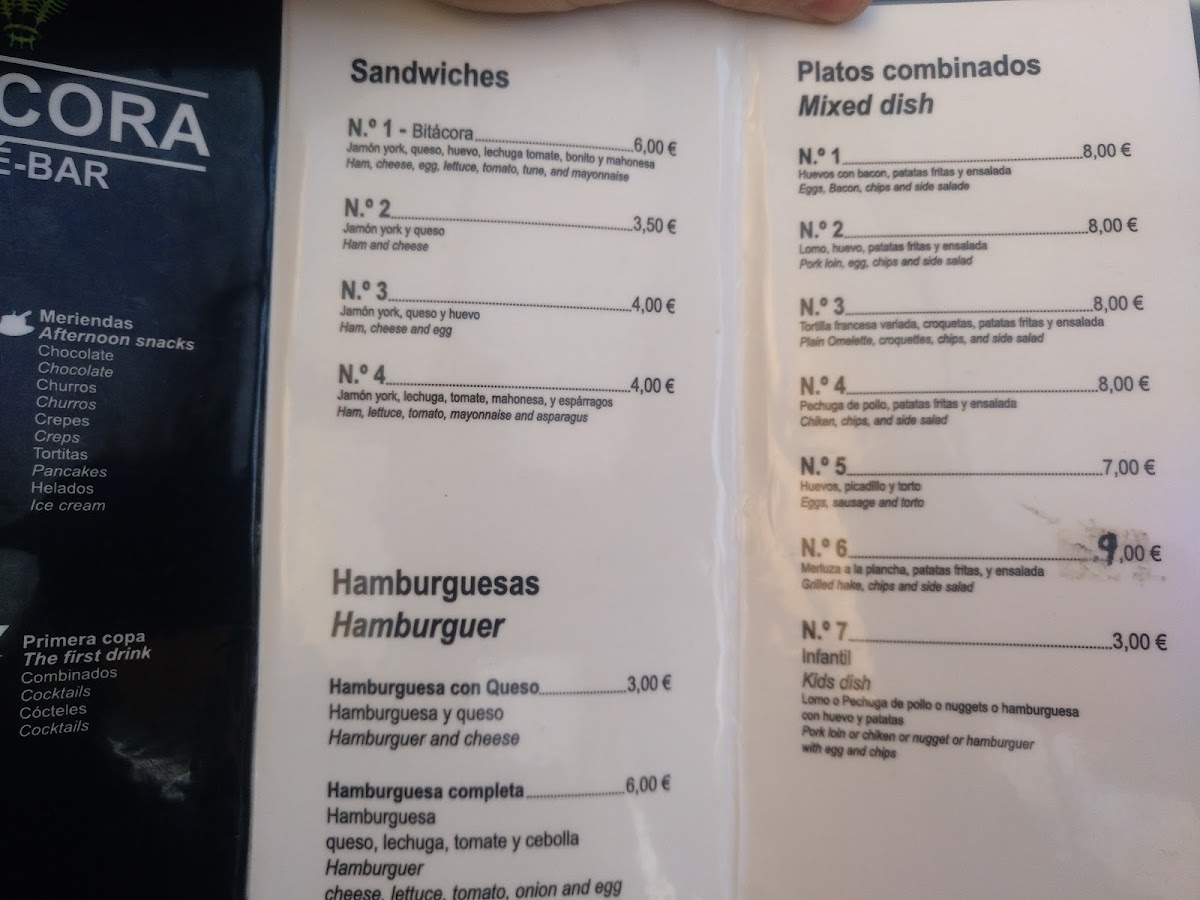 CORA
É-BAR
Meriendas
Afternoon snacks
Chocolate
Chocolate
Churros
Churros
Crepes
Creps
Tortitas
Pancakes
Helados
Ice cream
Primera copa
The first drink
Combinados
Cocktails
Cócteles
Cocktails
Sandwiches
N.º 1 - Bitácora 6,00 €
Jamón york, queso, huevo, lechuga tomate, bonito y mahonesa
Ham, cheese, egg, lettuce, tomato, tune, and mayonnaise
N.º 2 3,50 €
Jamón york y queso
Ham and cheese
N.º 3 4,00 €
Jamón york, queso y huevo
Ham, cheese and egg
N.º 4 4,00 €
Jamón york, lechuga, tomate, mahonesa, y espárragos
Ham, lettuce, tomato, mayonnaise and asparagus
Hamburguesas
Hamburguer
Hamburguesa con Queso 3,00 €
Hamburguesa y queso
Hamburguer and cheese
Hamburguesa completa 6,00 €
Hamburguesa
queso, lechuga, tomate y cebolla
Hamburguer
cheese, lettuce, tomato, onion and egg
Platos combinados
Mixed dish
N.º 1 8,00 €
Huevos con bacon, patatas fritas y ensalada
Eggs, Bacon, chips and side salade
N.º 2 8,00 €
Lomo, huevo, patatas fritas y ensalada
Pork loin, egg, chips and side salad
N.º 3 8,00 €
Tortilla francesa variada, croquetas, patatas fritas y ensalada
Plain Omelette, croquettes, chips, and side salad
N.º 4 8,00 €
Pechuga de pollo, patatas fritas y ensalada
Chiken, chips, and side salad
N.º 5 7,00 €
Huevos, picadillo y torto
Eggs, sausage and torto
N.º 6 9,00 €
Merluza a la plancha, patatas fritas, y ensalada
Grilled hake, chips and side salad
N.º 7 3,00 €
Infantil
Kids dish
Lomo o Pechuga de pollo o nuggets o hamburguesa
con huevo y patatas
Pork loin or chiken or nugget or hamburguer
with egg and chips